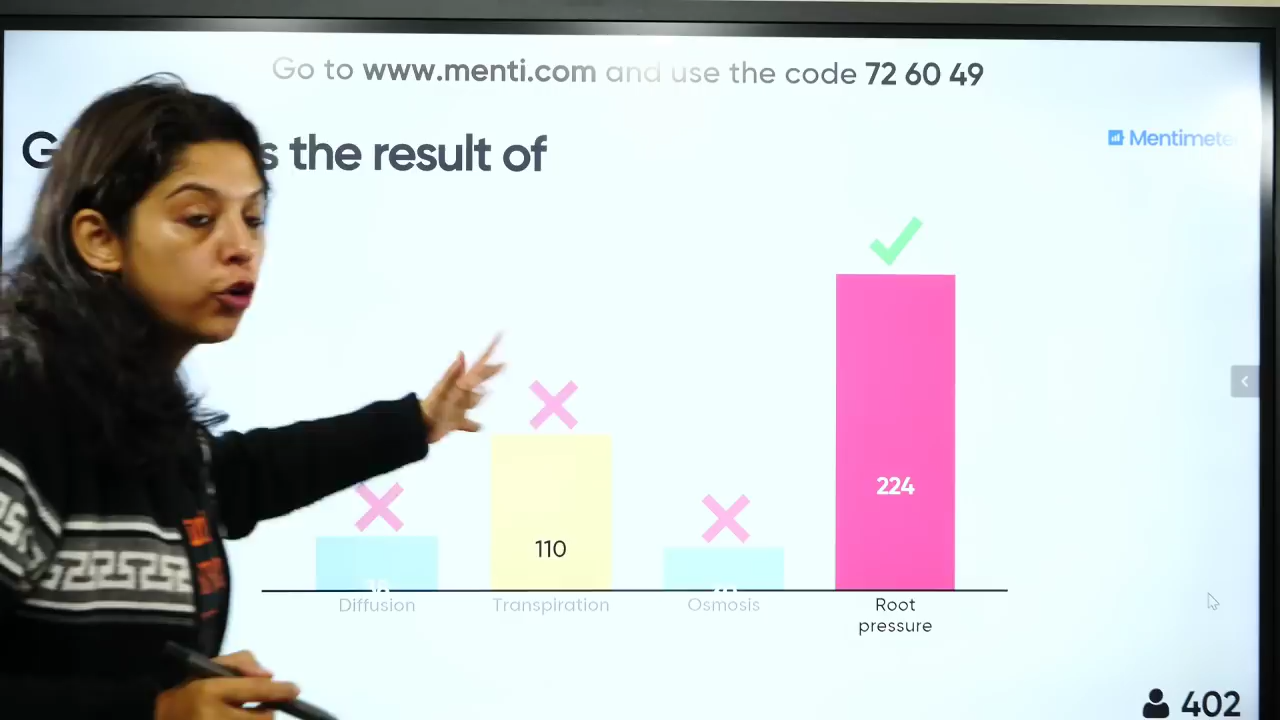 Go to www.menti.com and use the code 72 60 49
Mentimete
s the result of
224
110
Diffusion
Transpiration
Osmosis
Root
pressure
402